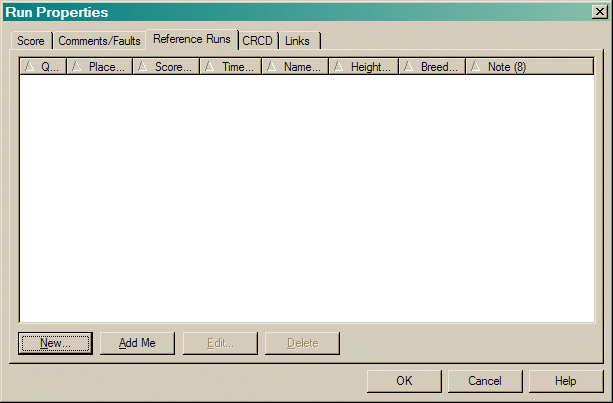 Run Properties
Score Comments/Faults Reference Runs CRCD Links
Q... Place... Score... Time... Name... Height... Breed... Note (8)
New... Add Me Edit... Delete
OK Cancel Help